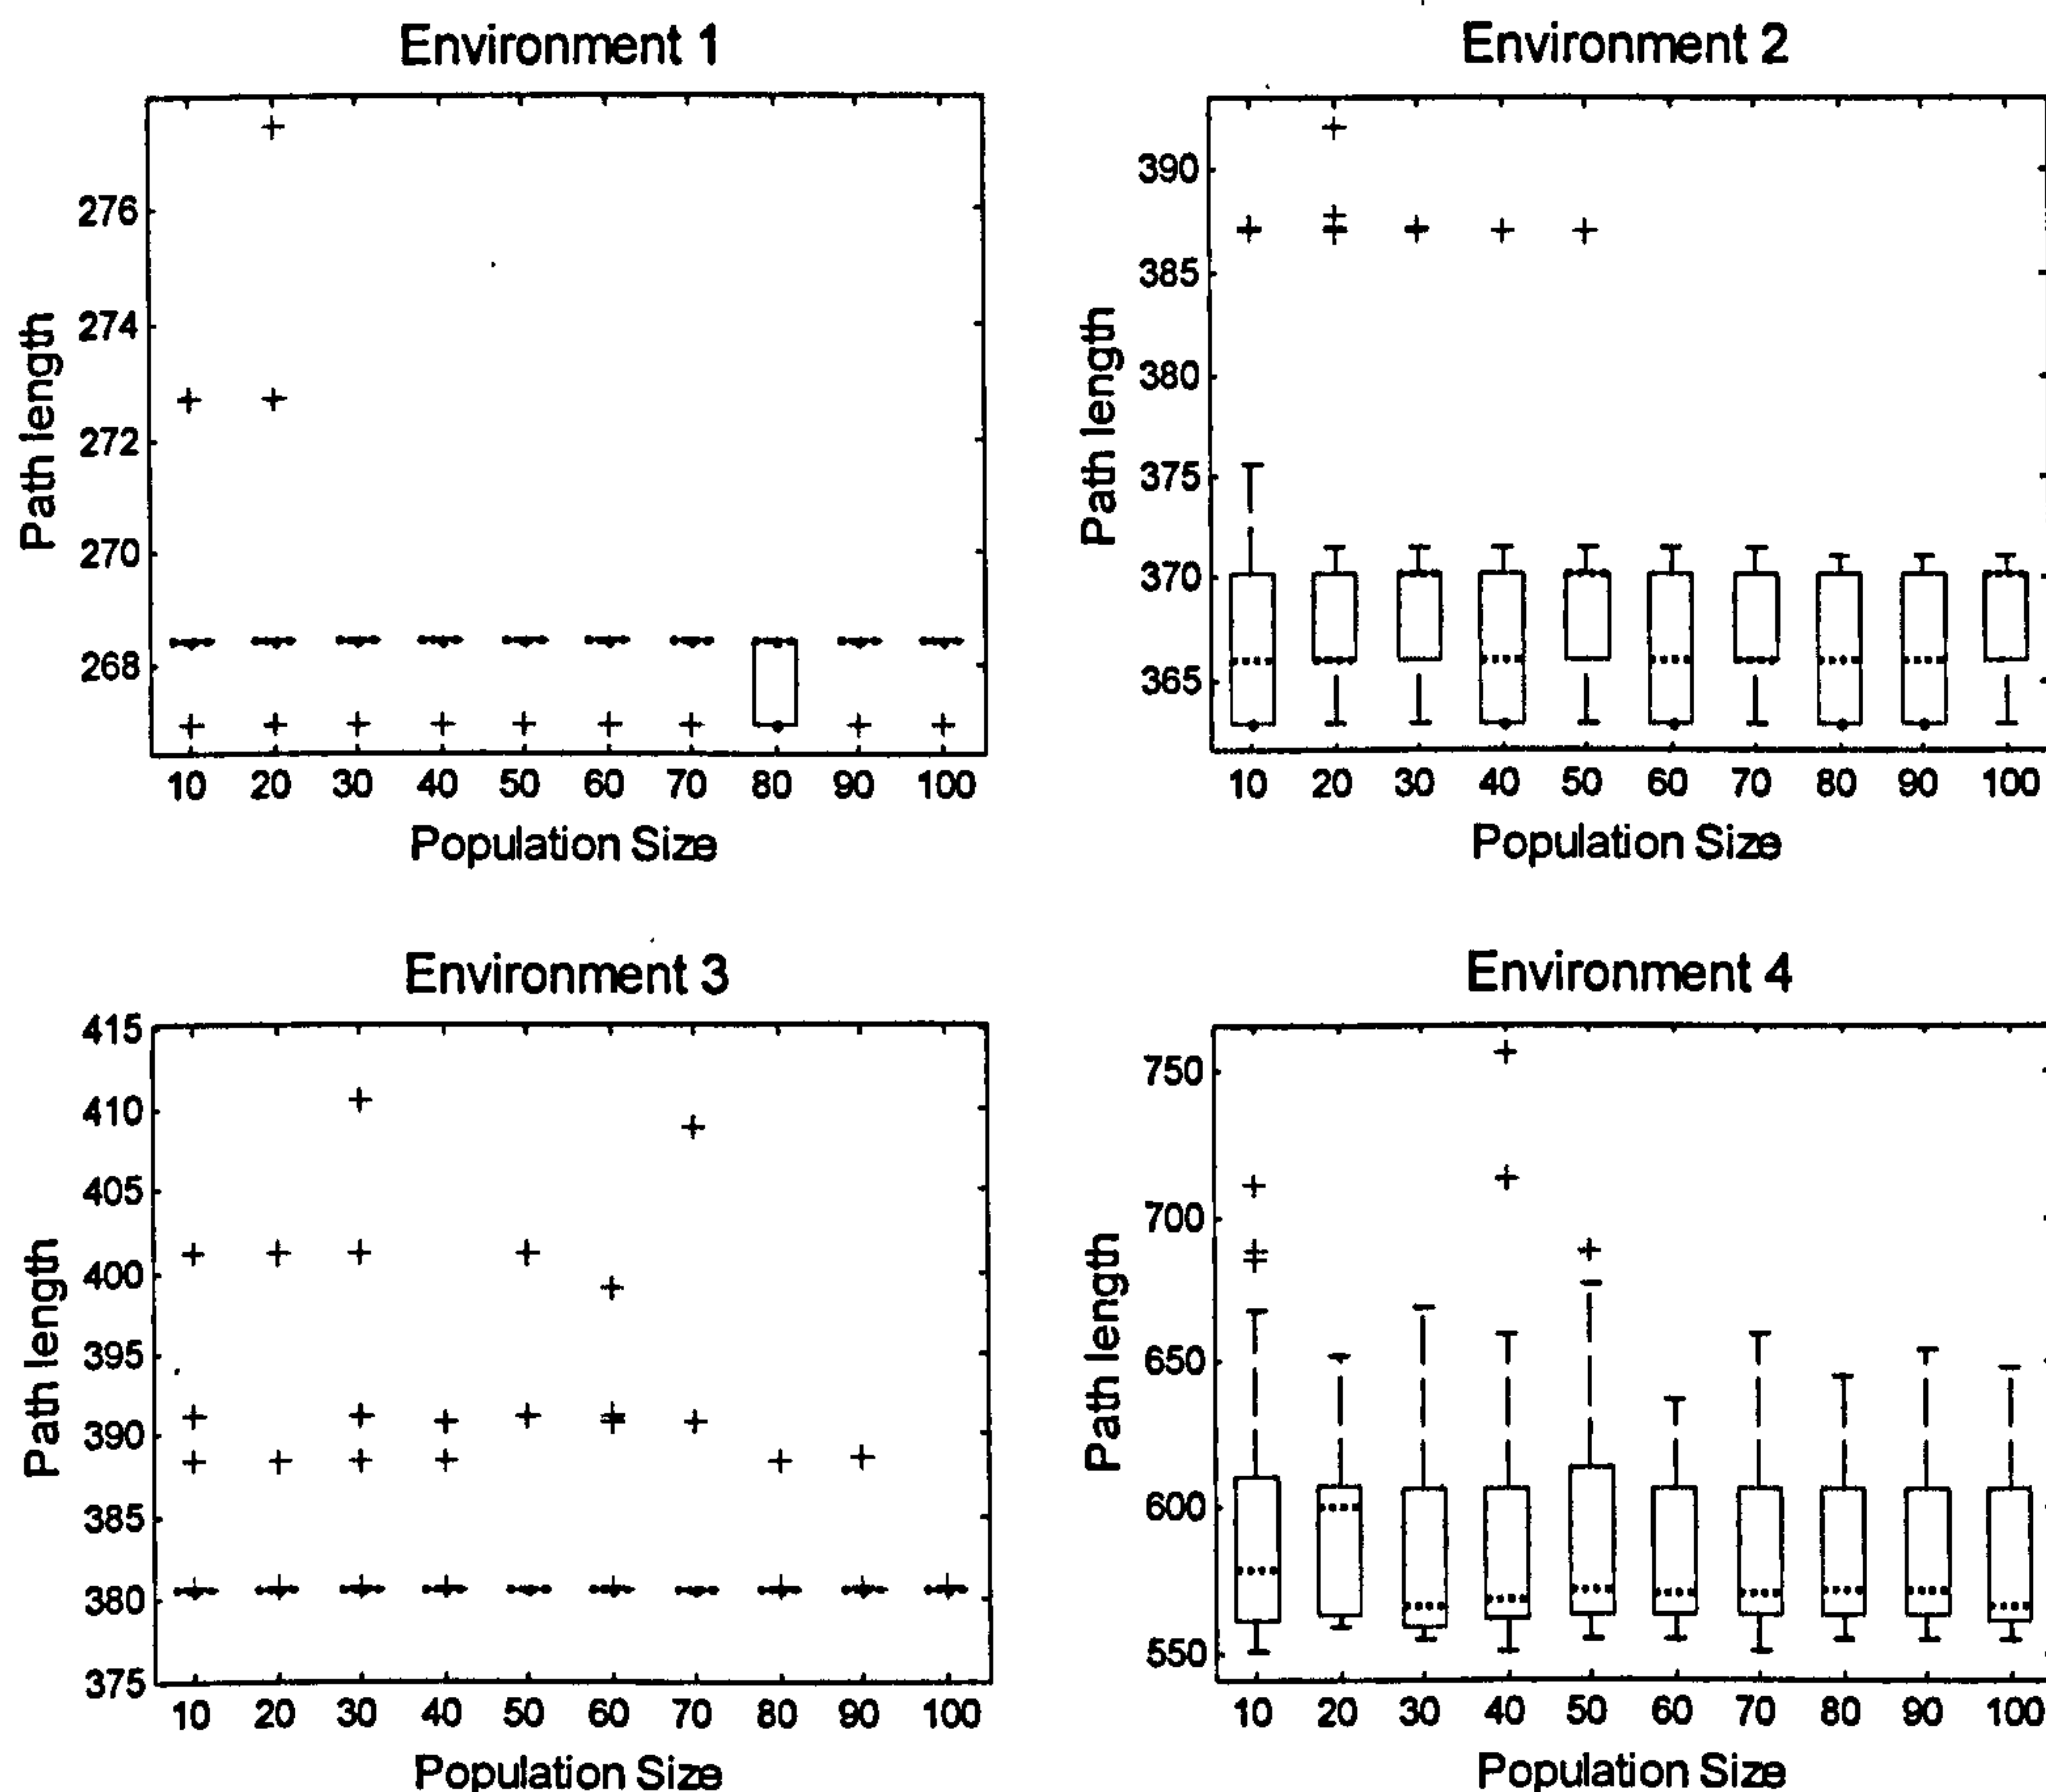 Environment 1
Path length
276
274
272
270
268
10 20 30 40 50 60 70 80 90 100
Population Size
Environment 2
Path length
390
385
380
375
370
365
10 20 30 40 50 60 70 80 90 100
Population Size
Environment 3
Path length
415
410
405
400
395
390
385
380
375
10 20 30 40 50 60 70 80 90 100
Population Size
Environment 4
Path length
750
700
650
600
550
10 20 30 40 50 60 70 80 90 100
Population Size